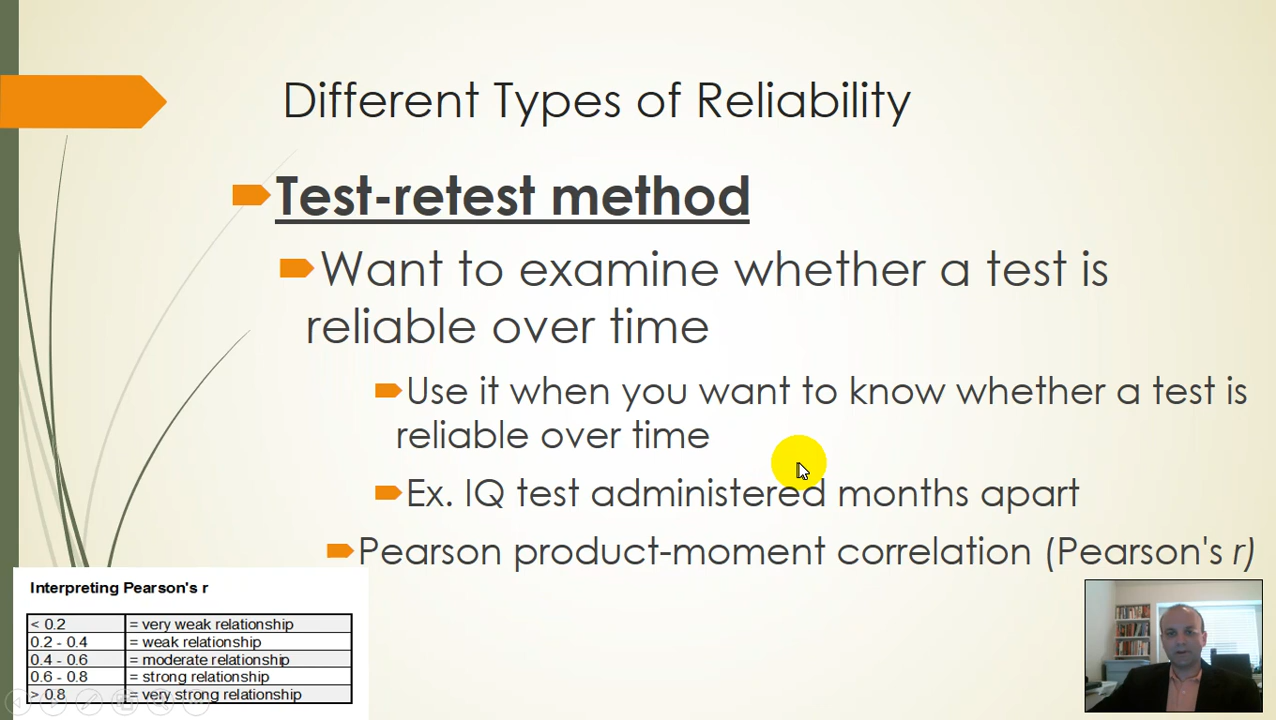 Different Types of Reliability
Test-retest method
Want to examine whether a test is
reliable over time
Use it when you want to know whether a test is
reliable over time
Ex. IQ test administered months apart
Pearson product-moment correlation (Pearson's r)
Interpreting Pearson's r
< 0.2 = very weak relationship
0.2 - 0.4 = weak relationship
0.4 - 0.6 = moderate relationship
0.6 - 0.8 = strong relationship
> 0.8 = very strong relationship